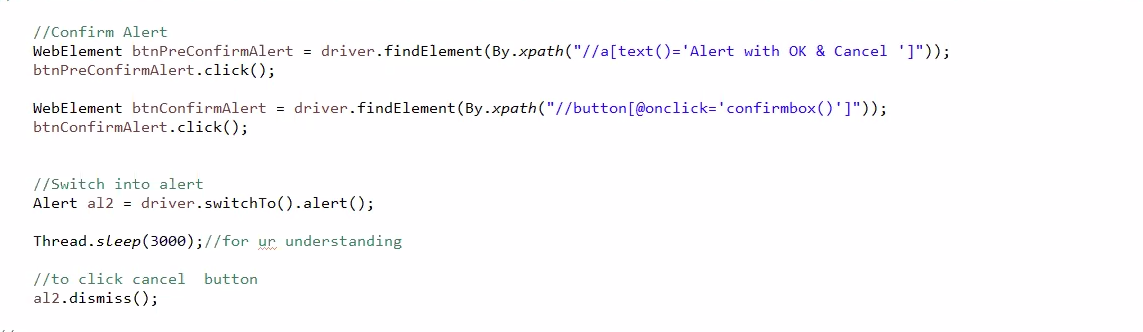 //Confirm Alert
WebElement btnPreConfirmAlert = driver.findElement(By.xpath("//a[text()='Alert with OK & Cancel ']"));
btnPreConfirmAlert.click();
WebElement btnConfirmAlert = driver.findElement(By.xpath("//button[@onclick='confirmbox()']"));
btnConfirmAlert.click();
//Switch into alert
Alert al2 = driver.switchTo().alert();
Thread.sleep(3000);//for ur understanding
//to click cancel  button
al2.dismiss();